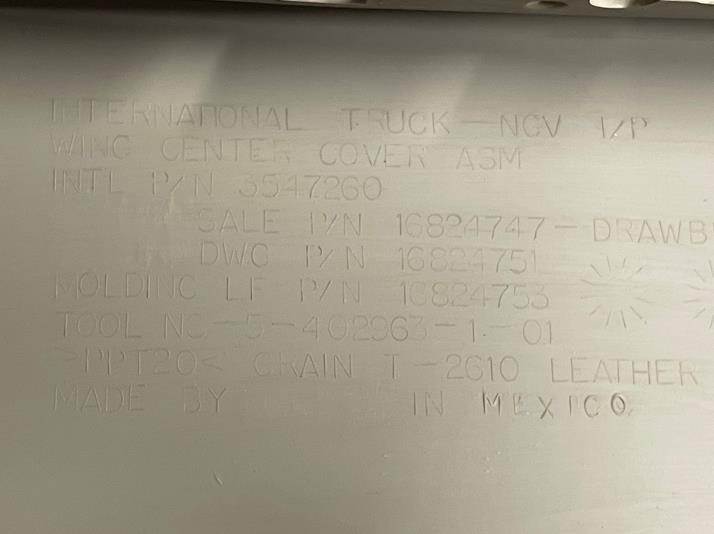 INTERNATIONAL TRUCK - NGV I/P
WING CENTER COVER ASM
INTL P/N 3547260
SALE P/N 16824747 - DRAWB
DWG P/N 16824751
MOLDING LF P/N 16824753
TOOL NO - 5 - 402963 - 1 - 01
>PPT20< GRAIN T - 2610 LEATHER
MADE BY IN MEXICO